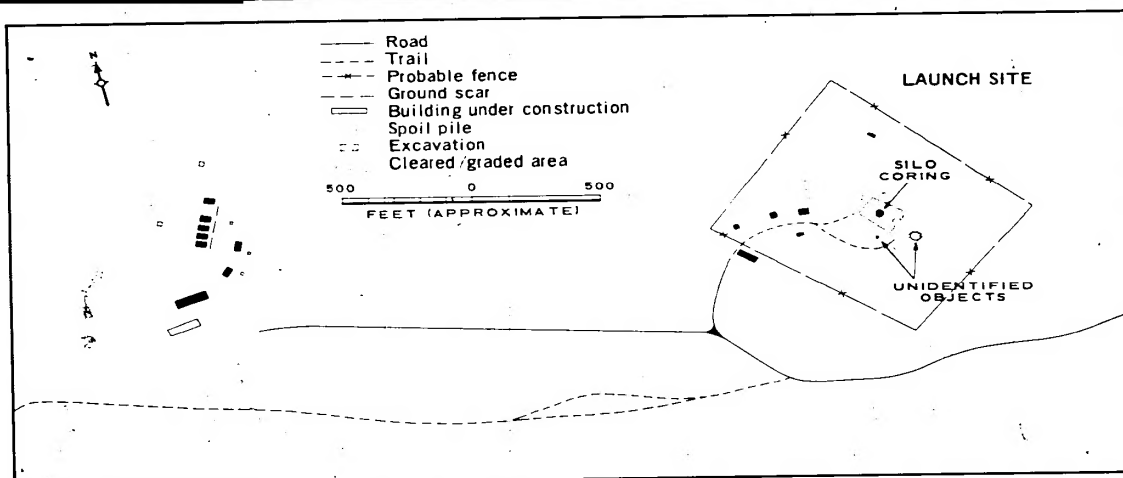 N
Road
Trail
Probable fence
Ground scar
Building under construction
Spoil pile
Excavation
Cleared/graded area
500 0 500
FEET (APPROXIMATE)
LAUNCH SITE
SILO
CORING
UNIDENTIFIED
OBJECTS